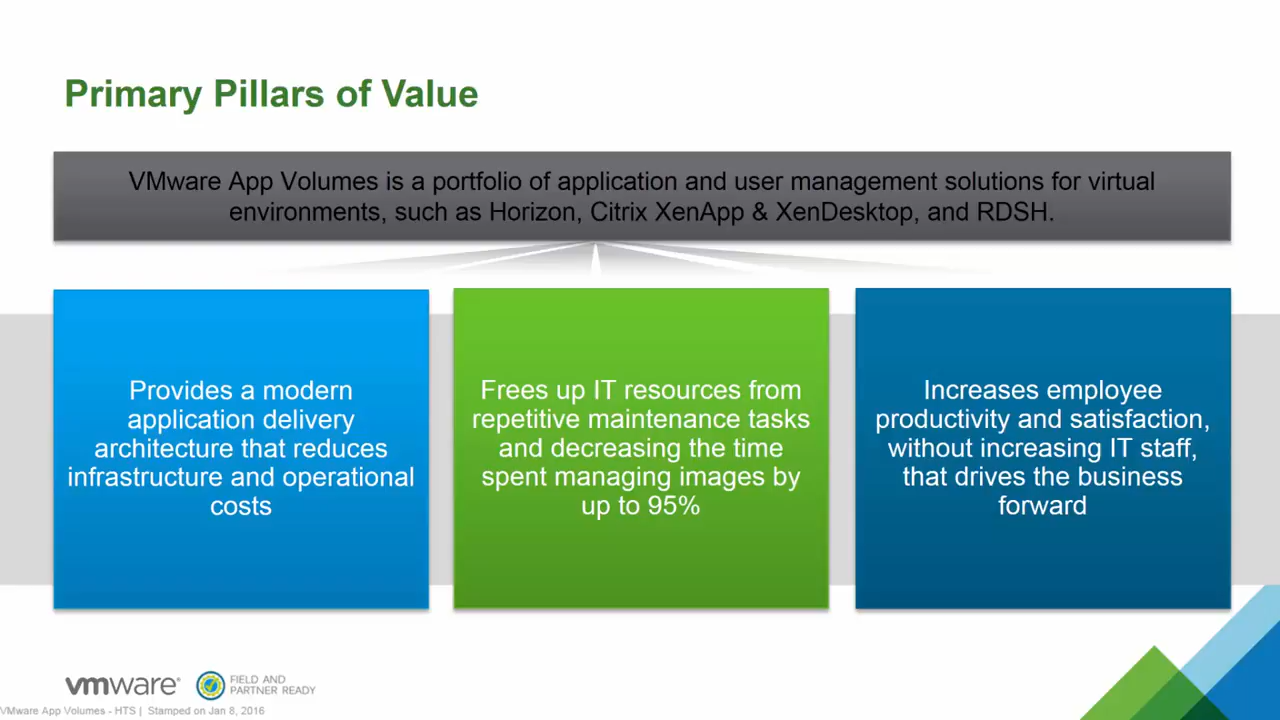 Primary Pillars of Value
VMware App Volumes is a portfolio of application and user management solutions for virtual
environments, such as Horizon, Citrix XenApp & XenDesktop, and RDSH.
Provides a modern
application delivery
architecture that reduces
infrastructure and operational
costs
Frees up IT resources from
repetitive maintenance tasks
and decreasing the time
spent managing images by
up to 95%
Increases employee
productivity and satisfaction,
without increasing IT staff,
that drives the business
forward
vmware®
FIELD AND
PARTNER READY
VMware App Volumes - HTS | Stamped on Jan 8, 2016